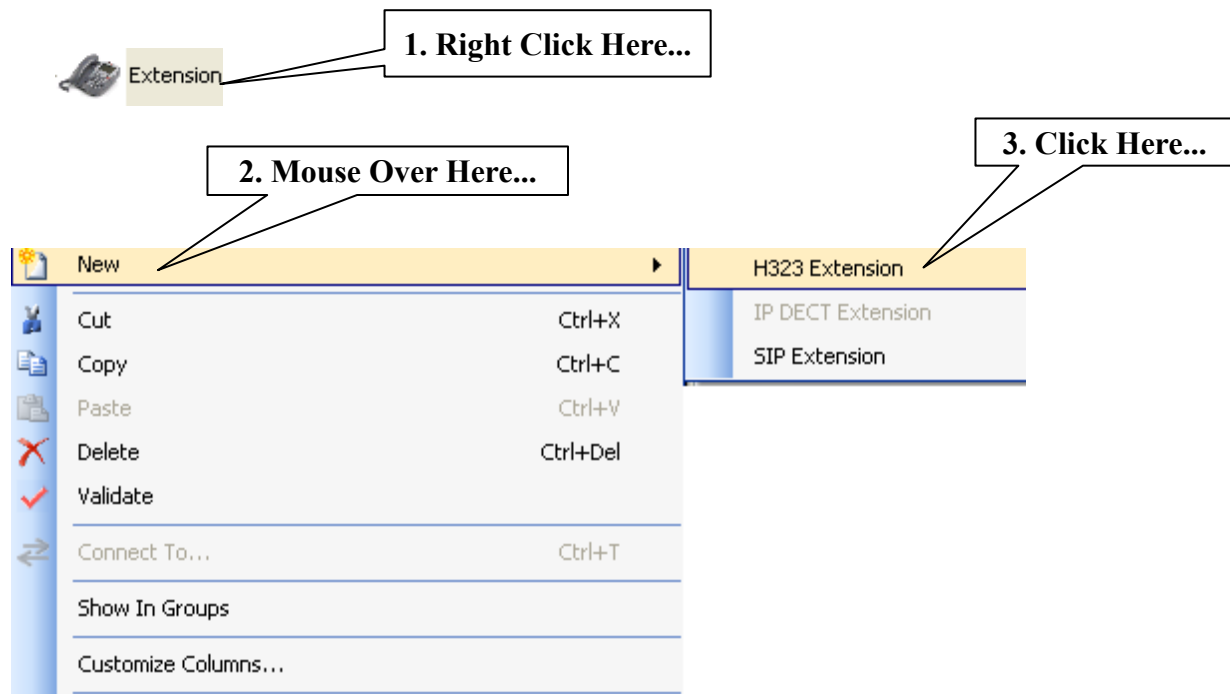 1. Right Click Here...
Extension
3. Click Here...
2. Mouse Over Here...
New
H323 Extension
IP DECT Extension
SIP Extension
Cut Ctrl+X
Copy Ctrl+C
Paste Ctrl+V
Delete Ctrl+Del
Validate
Connect To... Ctrl+T
Show In Groups
Customize Columns...